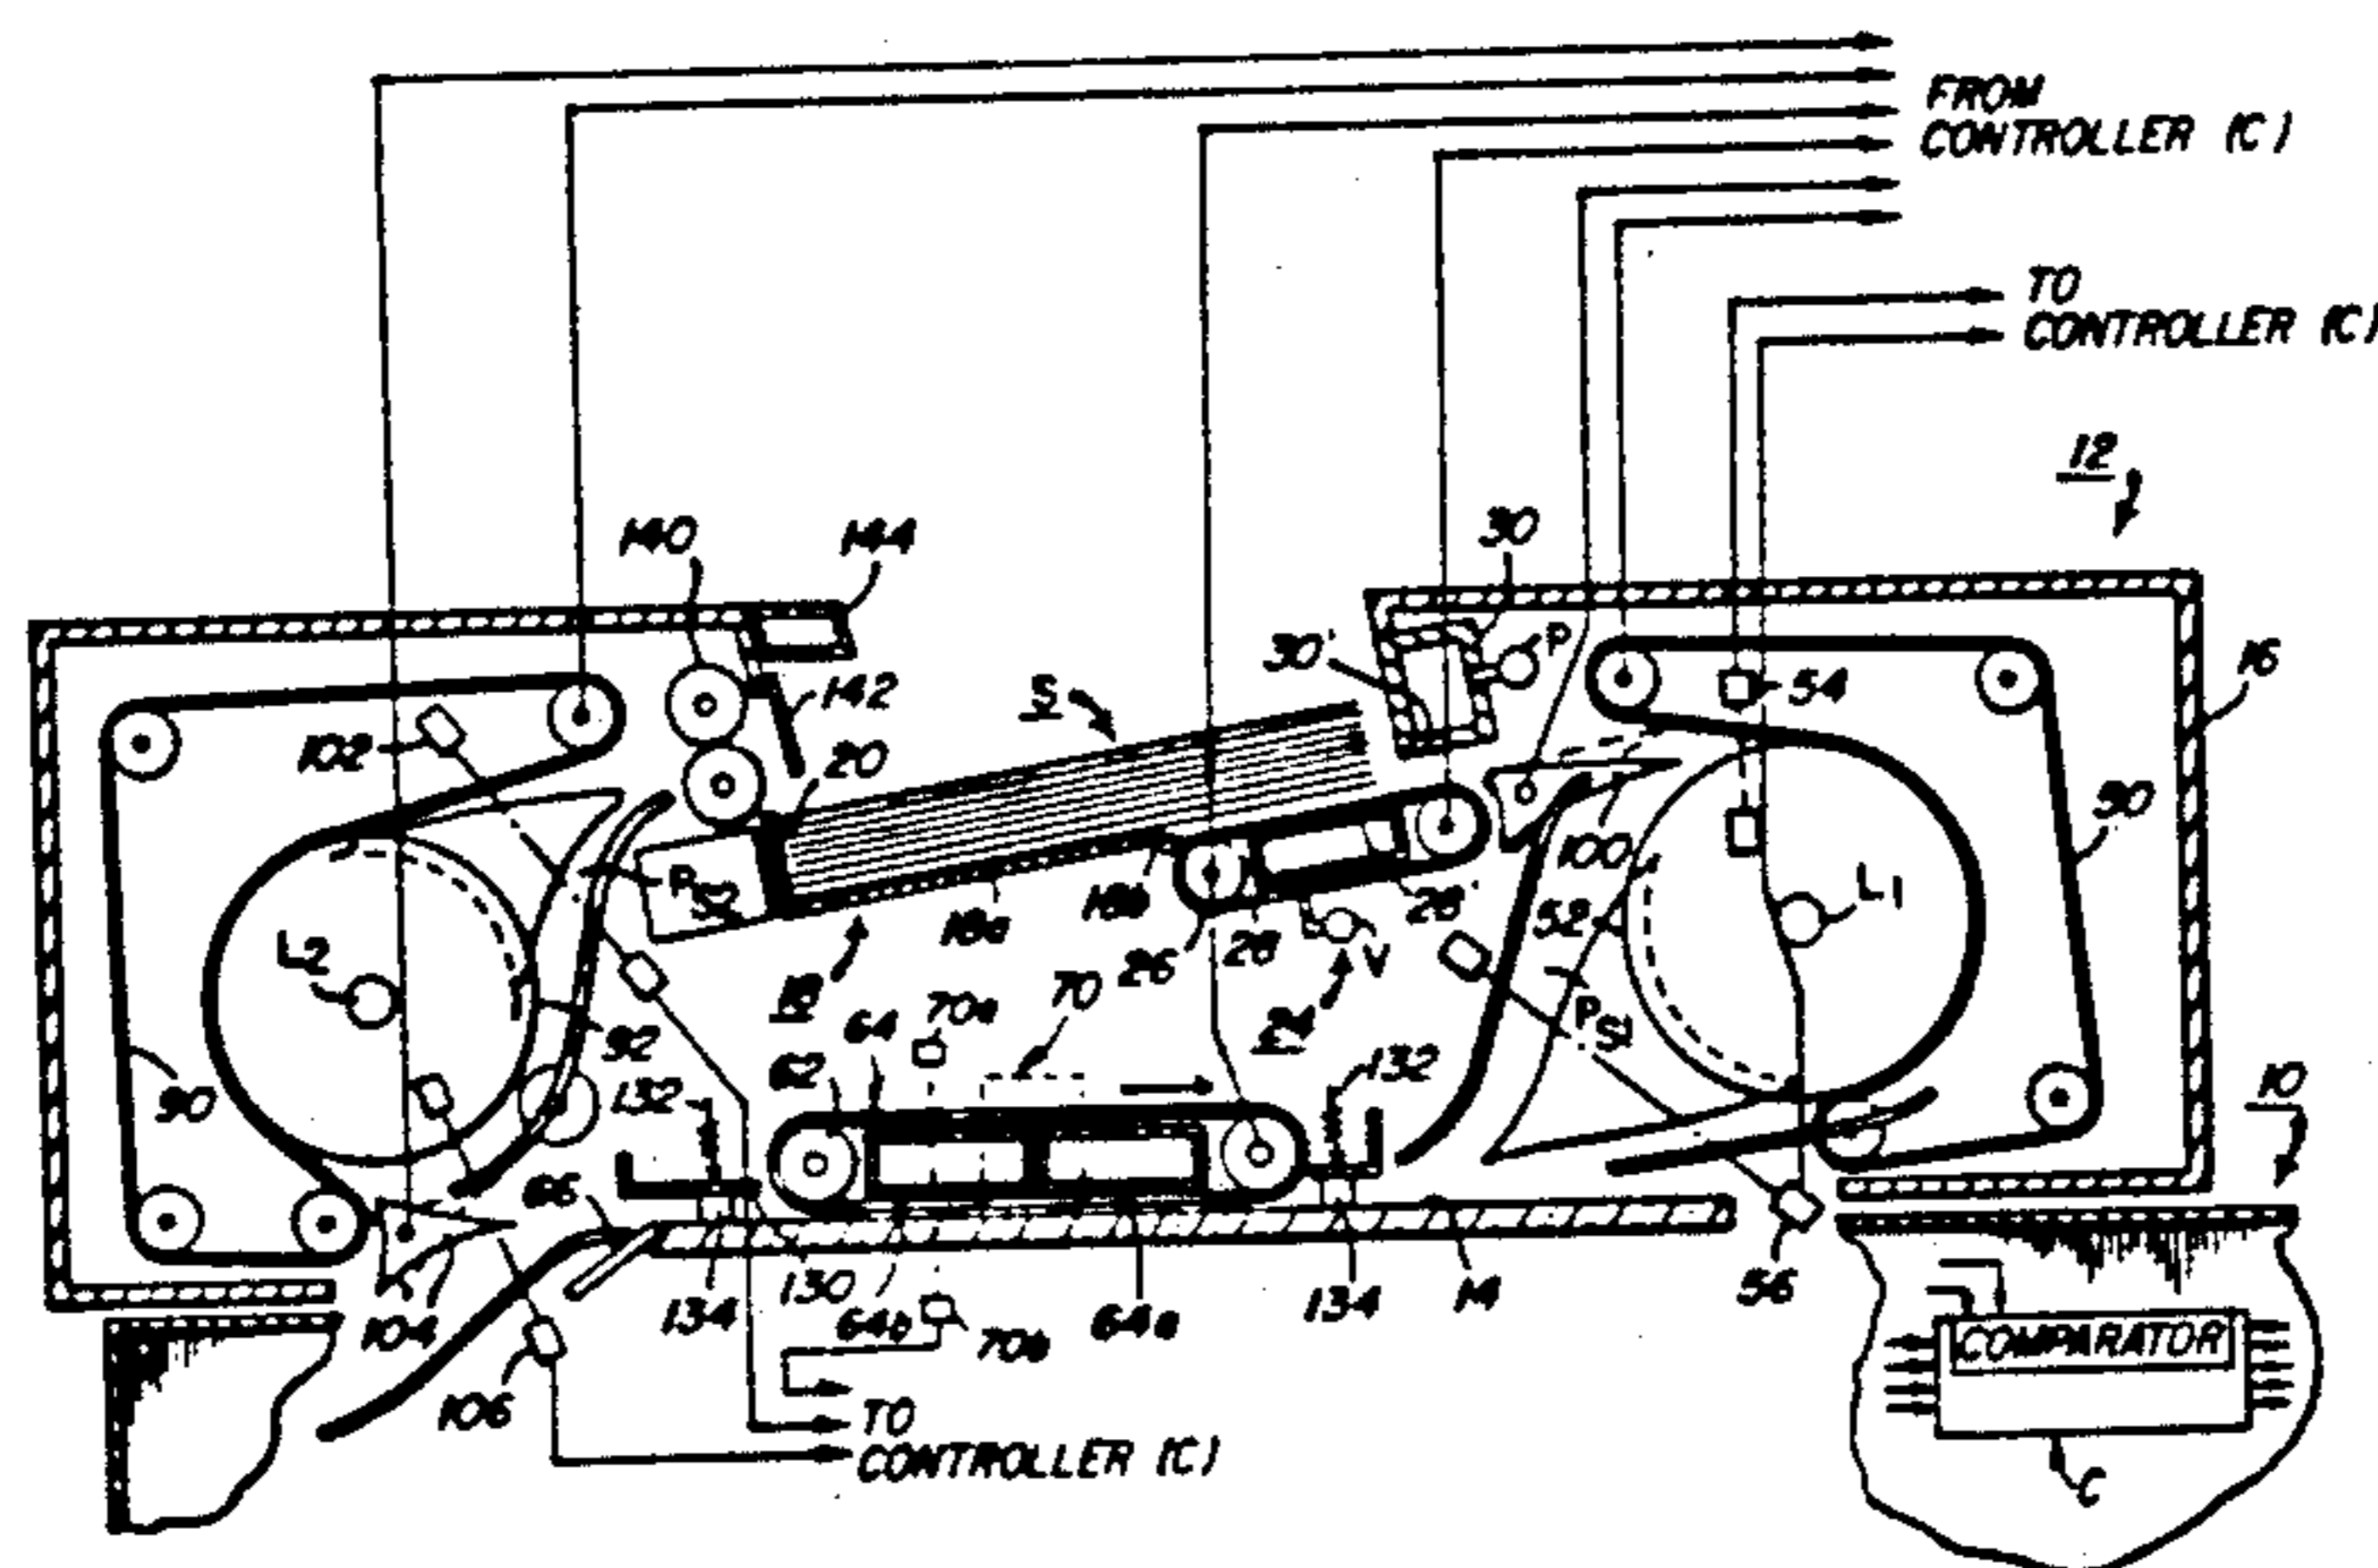 FROM
CONTROLLER (C)
TO
CONTROLLER (C)
12
140
144
30
30'
P
16
S
142
54
102
20
50
100
PS2
18a
18b
28'
L1
52
26
28
V
L2
18
70a
70
24
PS1
92
64
62
132
132
10
90
66
56
130
134
64b
64a
134
14
104
70b
COMPARATOR
106
TO
CONTROLLER (C)
C